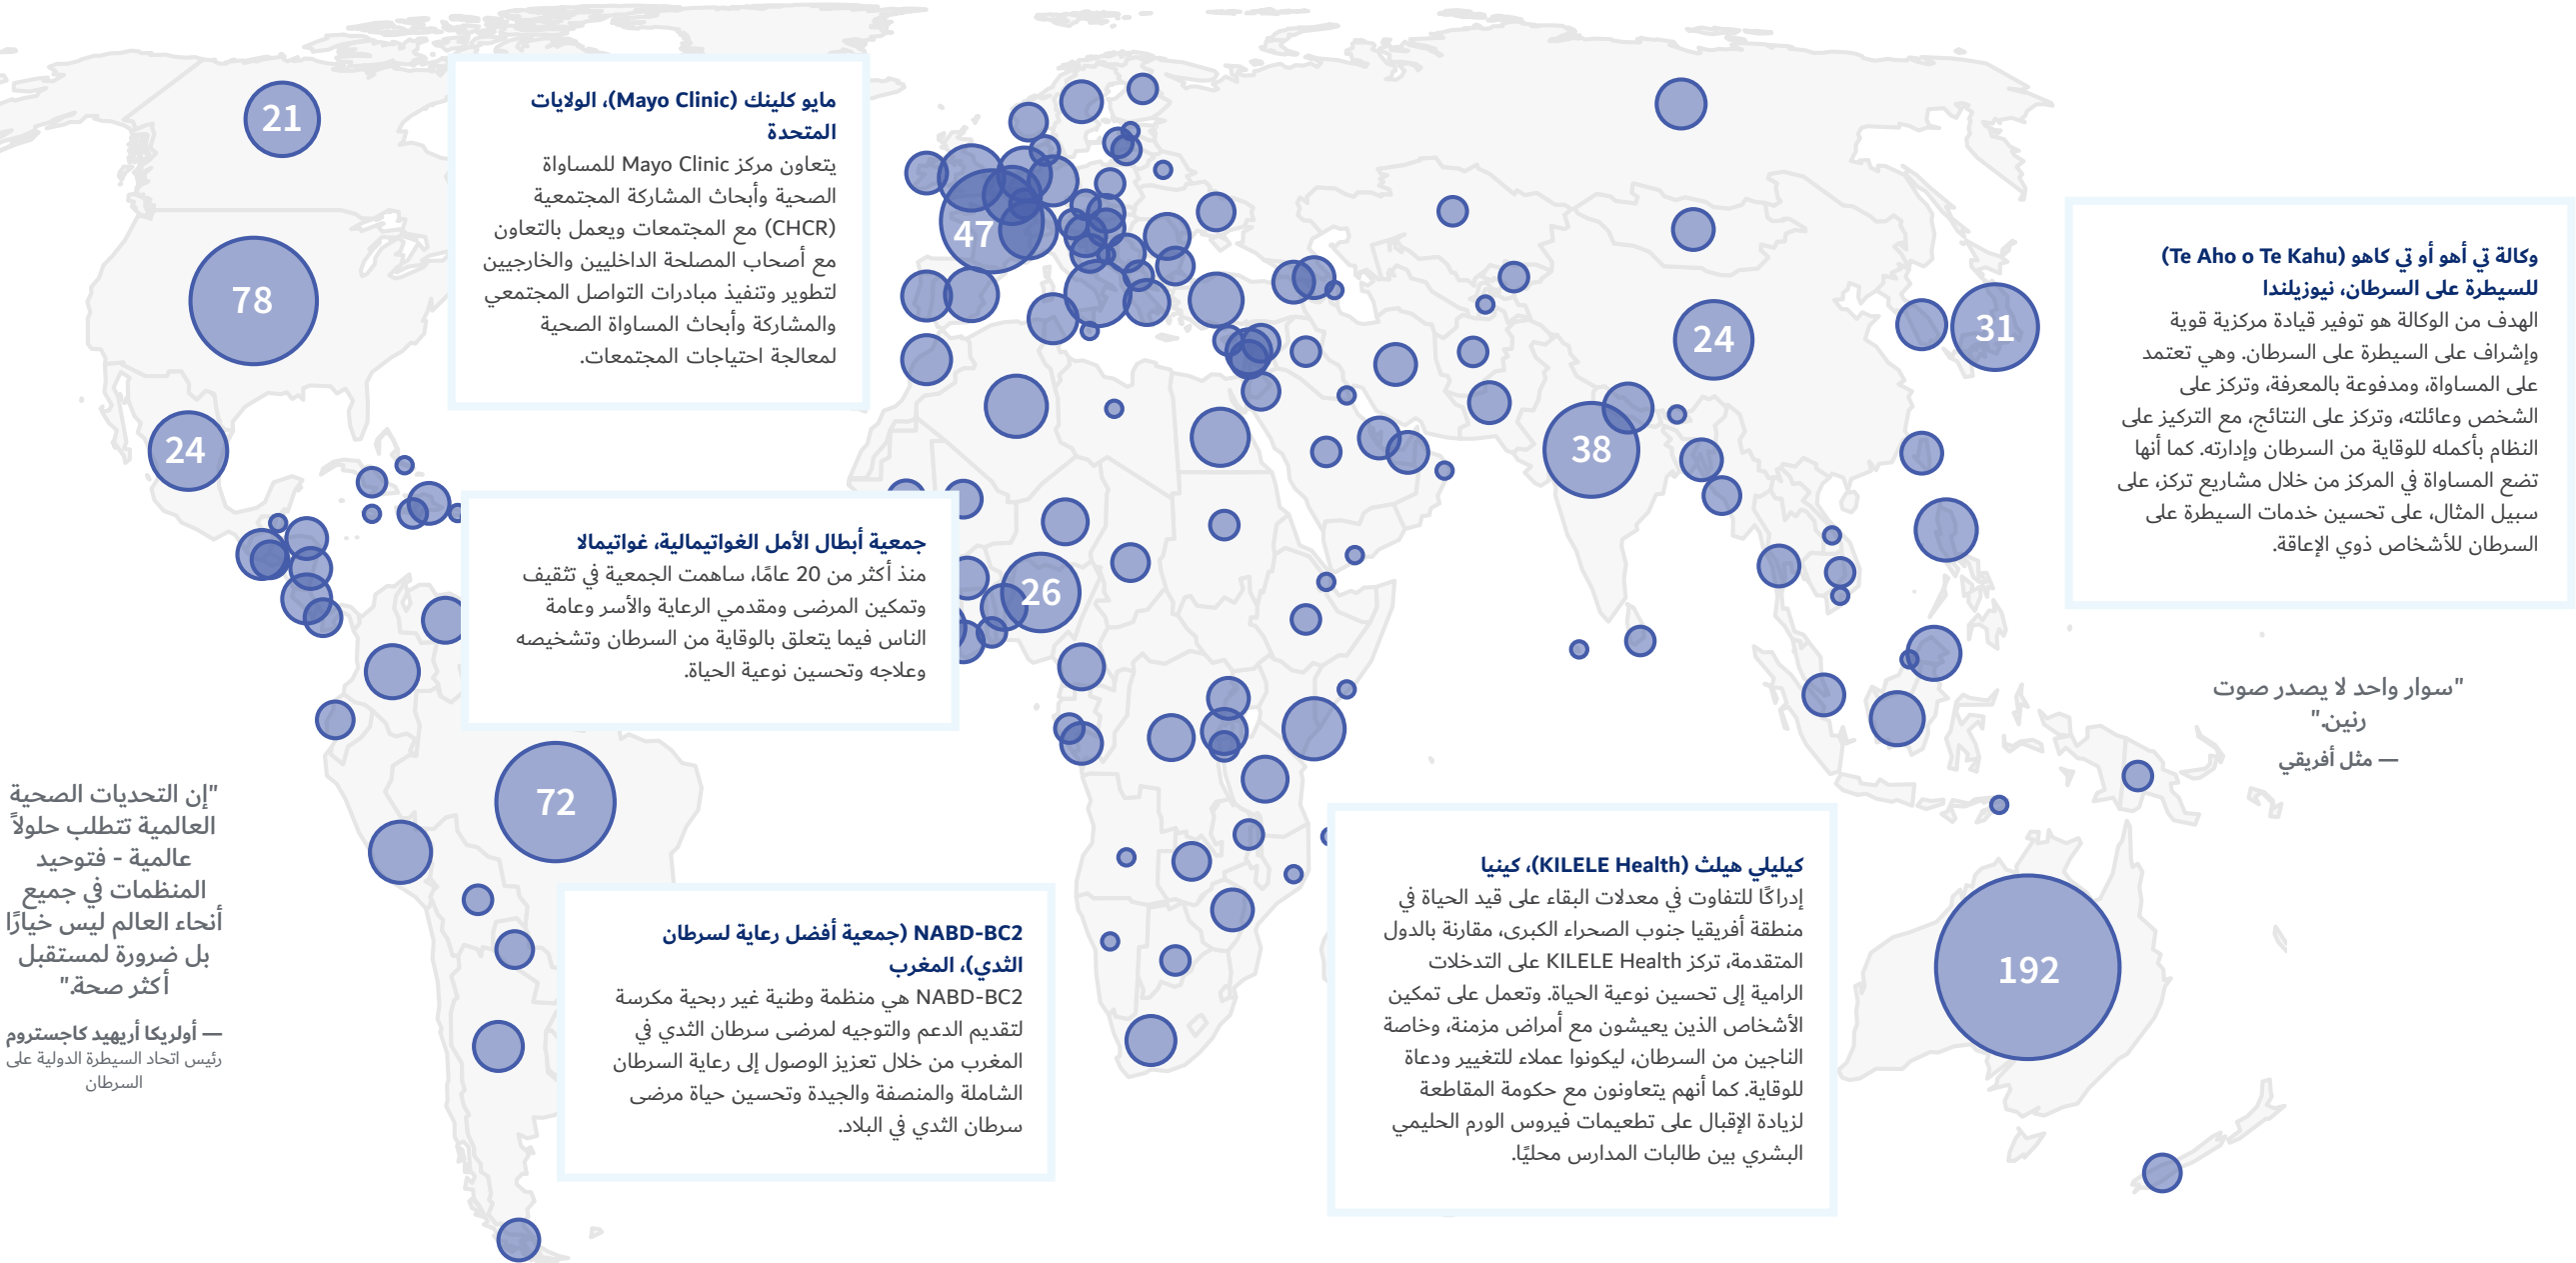 21
78
24
72
47
26
38
24
31
192
مايو كلينك (Mayo Clinic)، الولايات
المتحدة
يتعاون مركز Mayo Clinic للمساواة
الصحية وأبحاث المشاركة المجتمعية
(CHCR) مع المجتمعات ويعمل بالتعاون
مع أصحاب المصلحة الداخليين والخارجيين
لتطوير وتنفيذ مبادرات التواصل المجتمعي
والمشاركة وأبحاث المساواة الصحية
لمعالجة احتياجات المجتمعات.
وكالة تي أهو أو تي كاهو (Te Aho o Te Kahu)
للسيطرة على السرطان، نيوزيلندا
الهدف من الوكالة هو توفير قيادة مركزية قوية
وإشراف على السيطرة على السرطان. وهي تعتمد
على المساواة، ومدفوعة بالمعرفة، وتركز على
الشخص وعائلته، وتركز على النتائج، مع التركيز على
النظام بأكمله للوقاية من السرطان وإدارته. كما أنها
تضع المساواة في المركز من خلال مشاريع تركز، على
سبيل المثال، على تحسين خدمات السيطرة على
السرطان للأشخاص ذوي الإعاقة.
جمعية أبطال الأمل الغواتيمالية، غواتيمالا
منذ أكثر من 20 عامًا، ساهمت الجمعية في تثقيف
وتمكين المرضى ومقدمي الرعاية والأسر وعامة
الناس فيما يتعلق بالوقاية من السرطان وتشخيصه
وعلاجه وتحسين نوعية الحياة.
"سوار واحد لا يصدر صوت
رنين."
— مثل أفريقي
"إن التحديات الصحية
العالمية تتطلب حلولاً
عالمية - فتوحيد
المنظمات في جميع
أنحاء العالم ليس خيارًا
بل ضرورة لمستقبل
أكثر صحة."
— أولريكا أريهيد كاجستروم
رئيس اتحاد السيطرة الدولية على
السرطان
NABD-BC2 (جمعية أفضل رعاية لسرطان
الثدي)، المغرب
NABD-BC2 هي منظمة وطنية غير ربحية مكرسة
لتقديم الدعم والتوجيه لمرضى سرطان الثدي في
المغرب من خلال تعزيز الوصول إلى رعاية السرطان
الشاملة والمنصفة والجيدة وتحسين حياة مرضى
سرطان الثدي في البلاد.
كيليلي هيلث (KILELE Health)، كينيا
إدراكًا للتفاوت في معدلات البقاء على قيد الحياة في
منطقة أفريقيا جنوب الصحراء الكبرى، مقارنة بالدول
المتقدمة، تركز KILELE Health على التدخلات
الرامية إلى تحسين نوعية الحياة. وتعمل على تمكين
الأشخاص الذين يعيشون مع أمراض مزمنة، وخاصة
الناجين من السرطان، ليكونوا عملاء للتغيير ودعاة
للوقاية. كما أنهم يتعاونون مع حكومة المقاطعة
لزيادة الإقبال على تطعيمات فيروس الورم الحليمي
البشري بين طالبات المدارس محليًا.